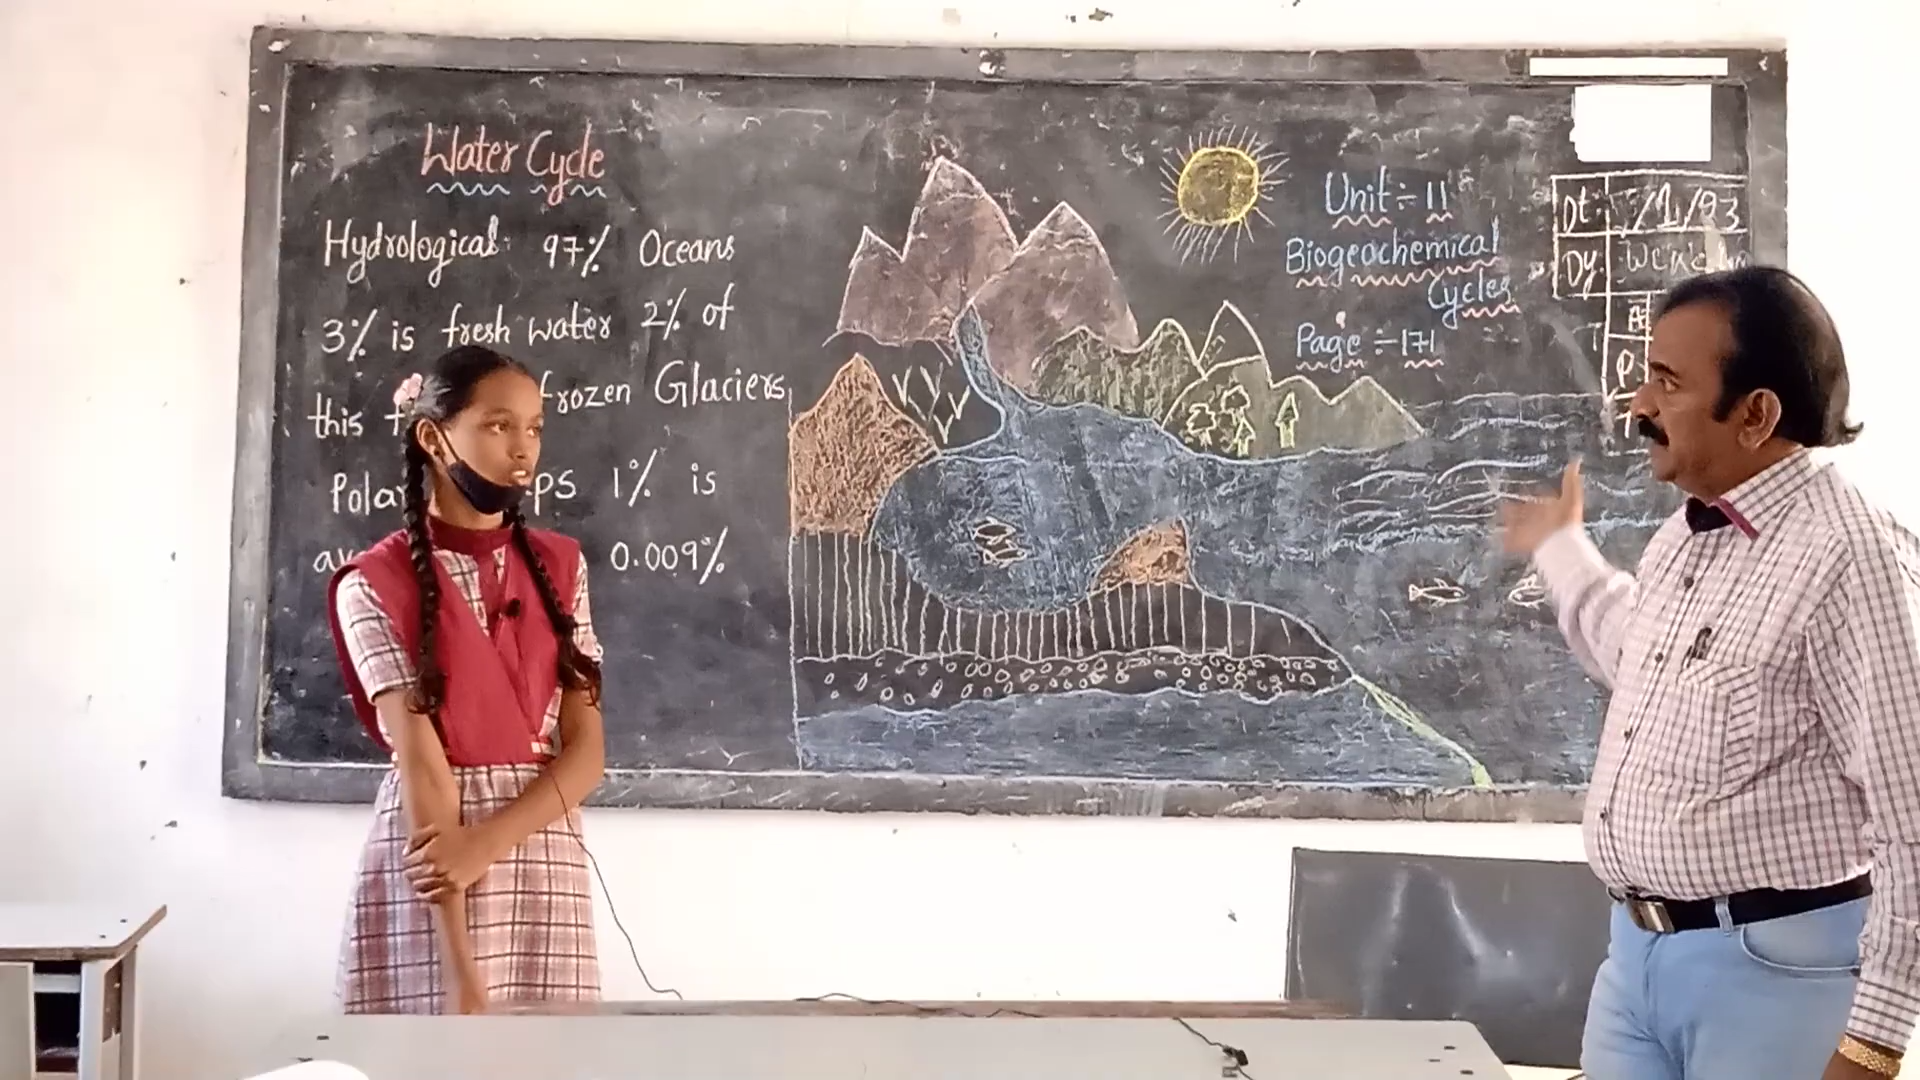 Water Cycle
Hydrological: 97% Oceans
3% is fresh water 2% of
this frozen Glaciers
Polar ps 1% is
0.009%
Unit ÷ 11
Biogeochemical
Cycles
Page ÷ 171
Dt
Dy